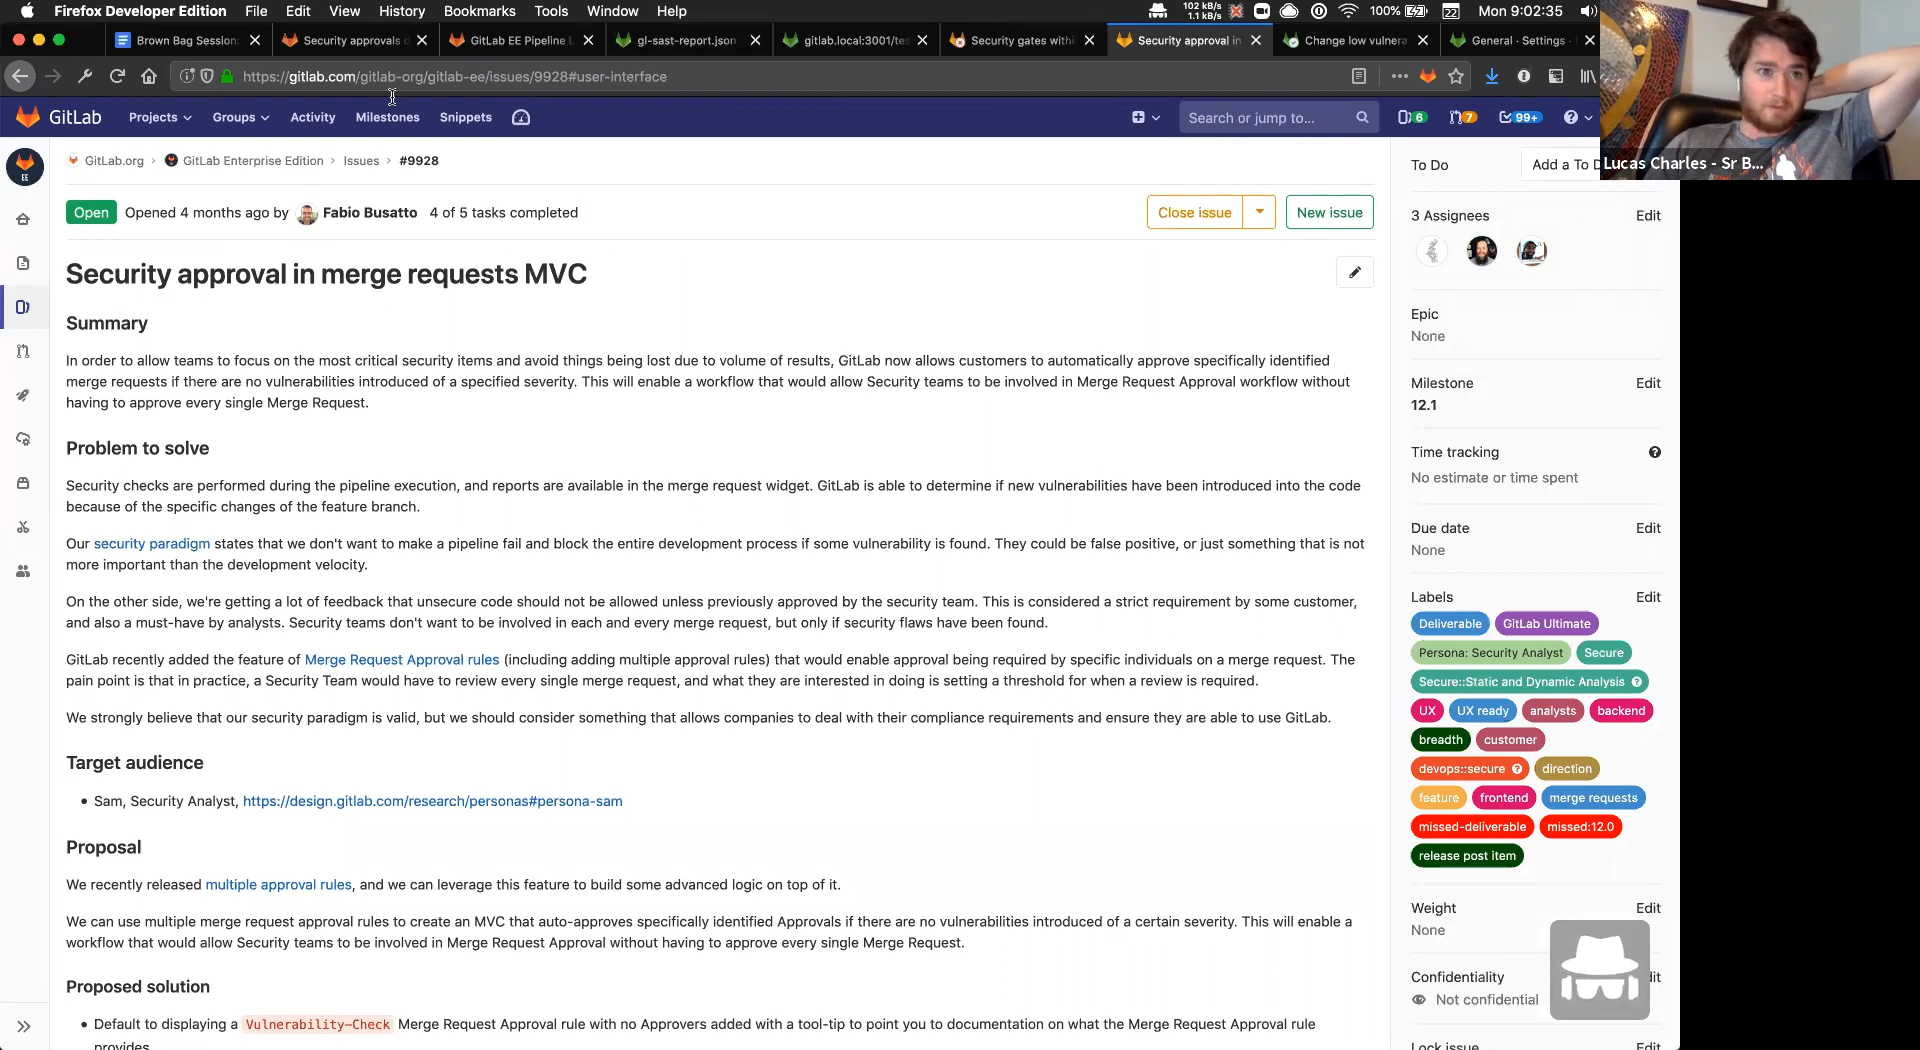 Firefox Developer Edition File Edit View History Bookmarks Tools Window Help
102 kB/s
1.1 kB/s
100%
22
Mon 9:02:35
Brown Bag Session:
Security approvals
GitLab EE Pipeline
gl-sast-report.json
gitlab.local:3001/te
Security gates withi
Security approval in
Change low vulnera
General · Settings ·
https://gitlab.com/gitlab-org/gitlab-ee/issues/9928#user-interface
GitLab Projects Groups Activity Milestones Snippets
Search or jump to...
6
7
99+
Lucas Charles - Sr B...
EE
GitLab.org › GitLab Enterprise Edition › Issues › #9928
Open Opened 4 months ago by Fabio Busatto 4 of 5 tasks completed
Close issue
New issue
Security approval in merge requests MVC
Summary
In order to allow teams to focus on the most critical security items and avoid things being lost due to volume of results, GitLab now allows customers to automatically approve specifically identified
merge requests if there are no vulnerabilities introduced of a specified severity. This will enable a workflow that would allow Security teams to be involved in Merge Request Approval workflow without
having to approve every single Merge Request.
Problem to solve
Security checks are performed during the pipeline execution, and reports are available in the merge request widget. GitLab is able to determine if new vulnerabilities have been introduced into the code
because of the specific changes of the feature branch.
Our security paradigm states that we don't want to make a pipeline fail and block the entire development process if some vulnerability is found. They could be false positive, or just something that is not
more important than the development velocity.
On the other side, we're getting a lot of feedback that unsecure code should not be allowed unless previously approved by the security team. This is considered a strict requirement by some customer,
and also a must-have by analysts. Security teams don't want to be involved in each and every merge request, but only if security flaws have been found.
GitLab recently added the feature of Merge Request Approval rules (including adding multiple approval rules) that would enable approval being required by specific individuals on a merge request. The
pain point is that in practice, a Security Team would have to review every single merge request, and what they are interested in doing is setting a threshold for when a review is required.
We strongly believe that our security paradigm is valid, but we should consider something that allows companies to deal with their compliance requirements and ensure they are able to use GitLab.
Target audience
• Sam, Security Analyst, https://design.gitlab.com/research/personas#persona-sam
Proposal
We recently released multiple approval rules, and we can leverage this feature to build some advanced logic on top of it.
We can use multiple merge request approval rules to create an MVC that auto-approves specifically identified Approvals if there are no vulnerabilities introduced of a certain severity. This will enable a
workflow that would allow Security teams to be involved in Merge Request Approval without having to approve every single Merge Request.
Proposed solution
• Default to displaying a Vulnerability-Check Merge Request Approval rule with no Approvers added with a tool-tip to point you to documentation on what the Merge Request Approval rule
provides
To Do
Add a To D
3 Assignees Edit
Epic
None
Milestone Edit
12.1
Time tracking
No estimate or time spent
Due date Edit
None
Labels Edit
Deliverable GitLab Ultimate
Persona: Security Analyst Secure
Secure::Static and Dynamic Analysis
UX UX ready analysts backend
breadth customer
devops::secure direction
feature frontend merge requests
missed-deliverable missed:12.0
release post item
Weight Edit
None
Confidentiality dit
Not confidential
Lock issue Edit